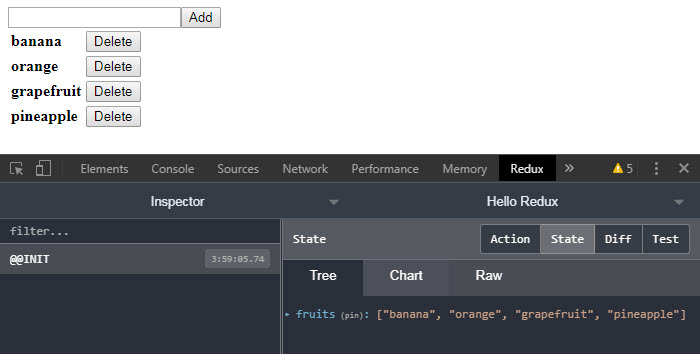 Add
banana Delete
orange Delete
grapefruit Delete
pineapple Delete
Elements Console Sources Network Performance Memory Redux » 5
Inspector Hello Redux
filter... State Action State Diff Test
@@INIT 3:59:05.74
Tree Chart Raw
fruits (pin): ["banana", "orange", "grapefruit", "pineapple"]